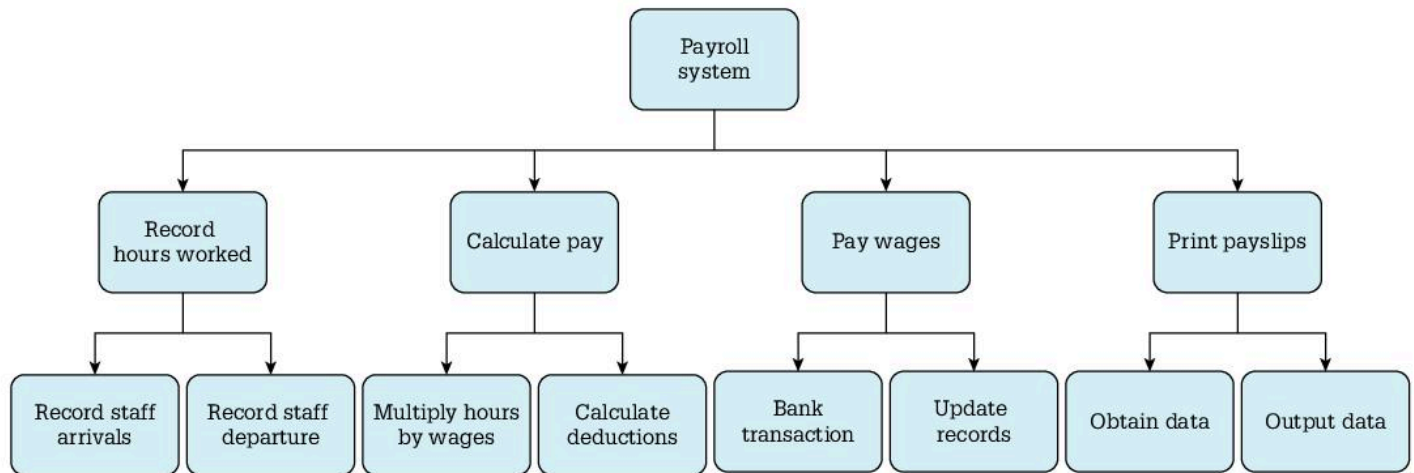 Payroll
system
Record
hours worked
Calculate pay
Pay wages
Print payslips
Record staff
arrivals
Record staff
departure
Multiply hours
by wages
Calculate
deductions
Bank
transaction
Update
records
Obtain data
Output data